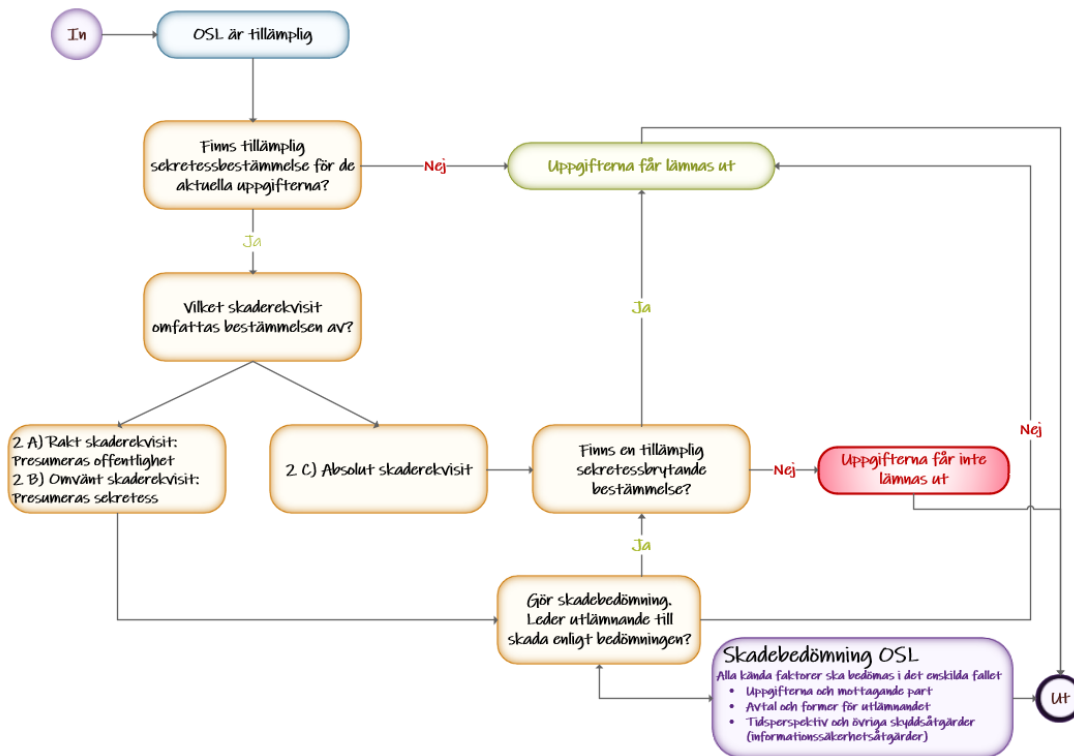 In
OSL är tillämplig
Finns tillämplig
sekretessbestämmelse för de
aktuella uppgifterna?
Nej
Uppgifterna får lämnas ut
Ja
Vilket skaderekvisit
omfattas bestämmelsen av?
Ja
Nej
2 A) Rakt skaderekvisit:
Presumeras offentlighet
2 B) Omvänt skaderekvisit:
Presumeras sekretess
2 C) Absolut skaderekvisit
Finns en tillämplig
sekretessbrytande
bestämmelse?
Nej
Uppgifterna får inte
lämnas ut
Ja
Gör skadebedömning.
Leder utlämnande till
skada enligt bedömningen?
Skadebedömning OSL
Alla kända faktorer ska bedömas i det enskilda fallet
• Uppgifterna och mottagande part
• Avtal och former för utlämnandet
• Tidsperspektiv och övriga skyddsåtgärder
(informationssäkerhetsåtgärder)
Ut